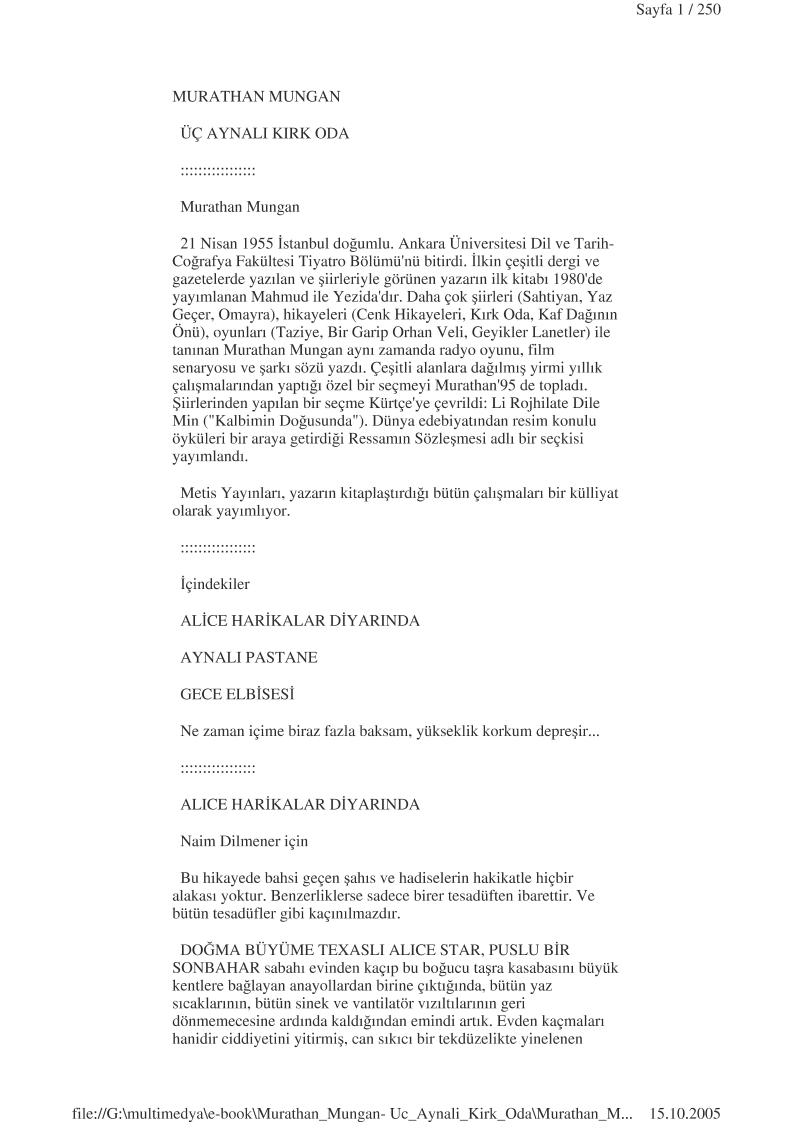 Sayfa 1 / 250
MURATHAN MUNGAN
ÜÇ AYNALI KIRK ODA
:::::::::::::::::
Murathan Mungan
21 Nisan 1955 İstanbul doğumlu. Ankara Üniversitesi Dil ve Tarih-
Coğrafya Fakültesi Tiyatro Bölümü'nü bitirdi. İlkin çeşitli dergi ve
gazetelerde yazılan ve şiirleriyle görünen yazarın ilk kitabı 1980'de
yayımlanan Mahmud ile Yezida'dır. Daha çok şiirleri (Sahtiyan, Yaz
Geçer, Omayra), hikayeleri (Cenk Hikayeleri, Kırk Oda, Kaf Dağının
Önü), oyunları (Taziye, Bir Garip Orhan Veli, Geyikler Lanetler) ile
tanınan Murathan Mungan aynı zamanda radyo oyunu, film
senaryosu ve şarkı sözü yazdı. Çeşitli alanlara dağılmış yirmi yıllık
çalışmalarından yaptığı özel bir seçmeyi Murathan'95 de topladı.
Şiirlerinden yapılan bir seçme Kürtçe'ye çevrildi: Li Rojhilate Dile
Min ("Kalbimin Doğusunda"). Dünya edebiyatından resim konulu
öyküleri bir araya getirdiği Ressamın Sözleşmesi adlı bir seçkisi
yayımlandı.
Metis Yayınları, yazarın kitaplaştırdığı bütün çalışmaları bir külliyat
olarak yayımlıyor.
:::::::::::::::::
İçindekiler
ALİCE HARİKALAR DİYARINDA
AYNALI PASTANE
GECE ELBİSESİ
Ne zaman içime biraz fazla baksam, yükseklik korkum depreşir...
:::::::::::::::::
ALICE HARİKALAR DİYARINDA
Naim Dilmener için
Bu hikayede bahsi geçen şahıs ve hadiselerin hakikatle hiçbir
alakası yoktur. Benzerliklerse sadece birer tesadüften ibarettir. Ve
bütün tesadüfler gibi kaçınılmazdır.
DOĞMA BÜYÜME TEXASLI ALICE STAR, PUSLU BİR
SONBAHAR sabahı evinden kaçıp bu boğucu taşra kasabasını büyük
kentlere bağlayan anayollardan birine çıktığında, bütün yaz
sıcaklarının, bütün sinek ve vantilatör vızıltılarının geri
dönmemecesine ardında kaldığından emindi artık. Evden kaçmaları
hanidir ciddiyetini yitirmiş, can sıkıcı bir tekdüzelikte yinelenen
file://G:\multimedya\e-book\Murathan_Mungan- Uc_Aynali_Kirk_Oda\Murathan_M... 15.10.2005